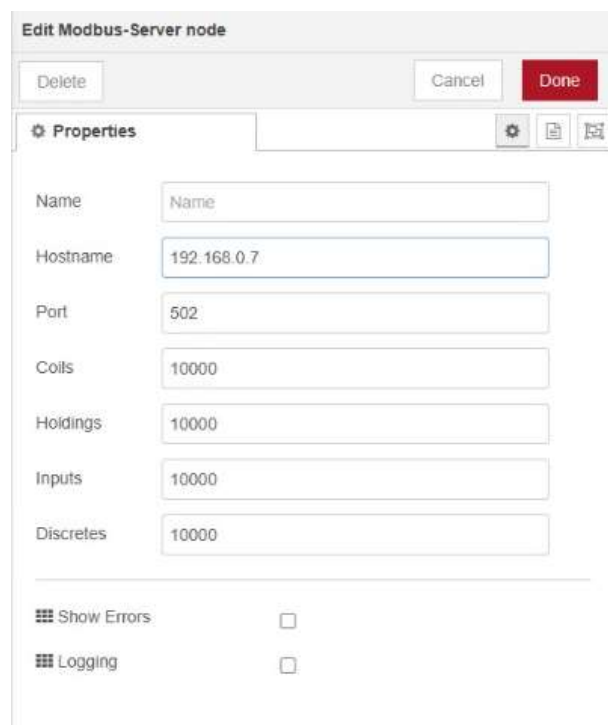 Edit Modbus-Server node
Delete Cancel Done
Properties
Name Name
Hostname 192.168.0.7
Port 502
Coils 10000
Holdings 10000
Inputs 10000
Discretes 10000
Show Errors
Logging